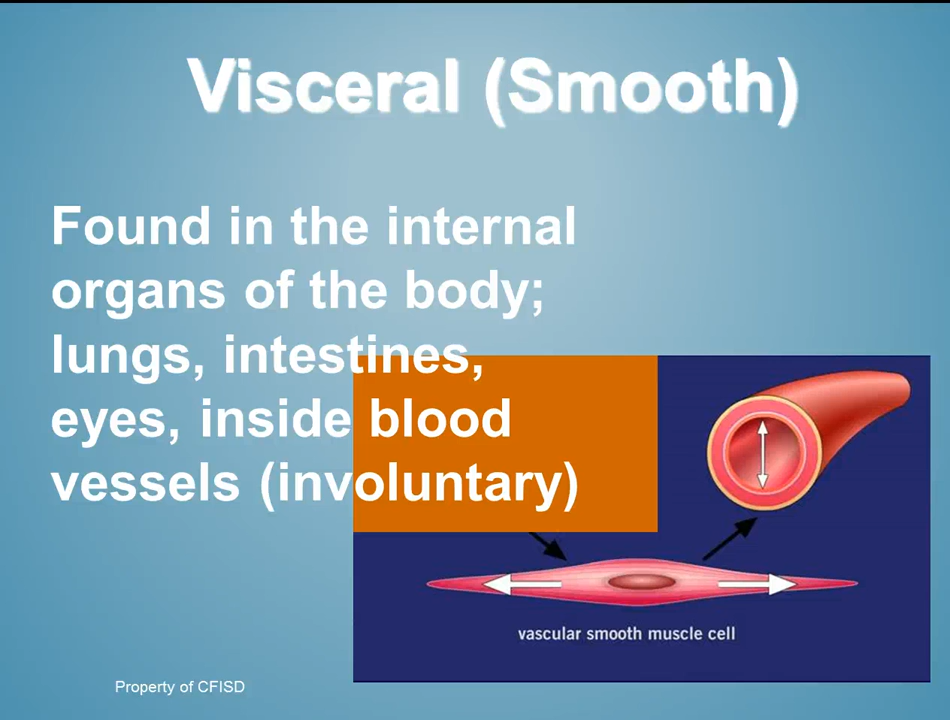 Visceral (Smooth)
Found in the internal
organs of the body;
lungs, intestines,
eyes, inside blood
vessels (involuntary)
vascular smooth muscle cell
Property of CFISD